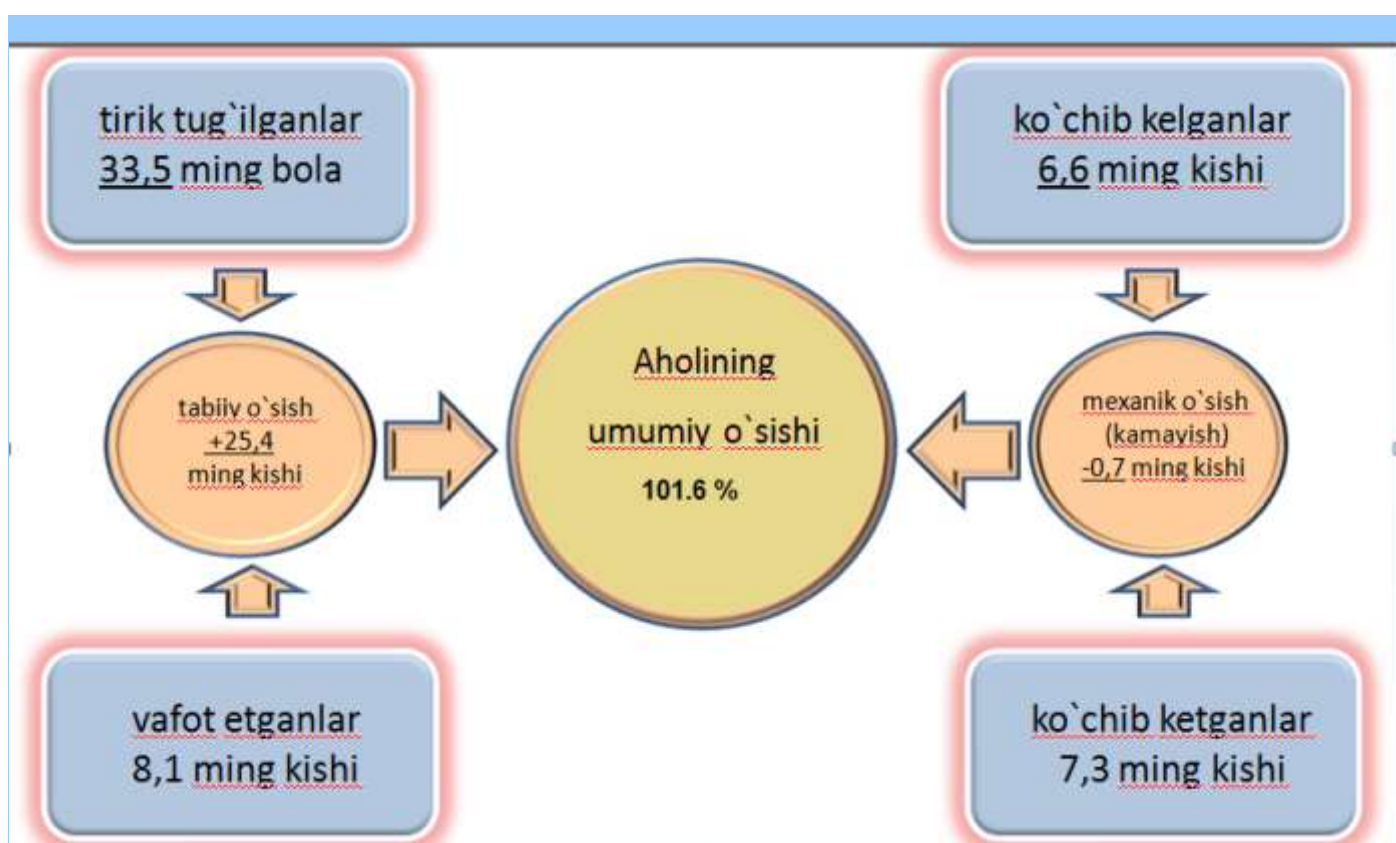 tirik tug`ilganlar
33,5 ming bola
ko`chib kelganlar
6,6 ming kishi
tabiiy o`sish
+25,4
ming kishi
Aholining
umumiy o`sishi
101.6 %
mexanik o`sish
(kamayish)
-0,7 ming kishi
vafot etganlar
8,1 ming kishi
ko`chib ketganlar
7,3 ming kishi